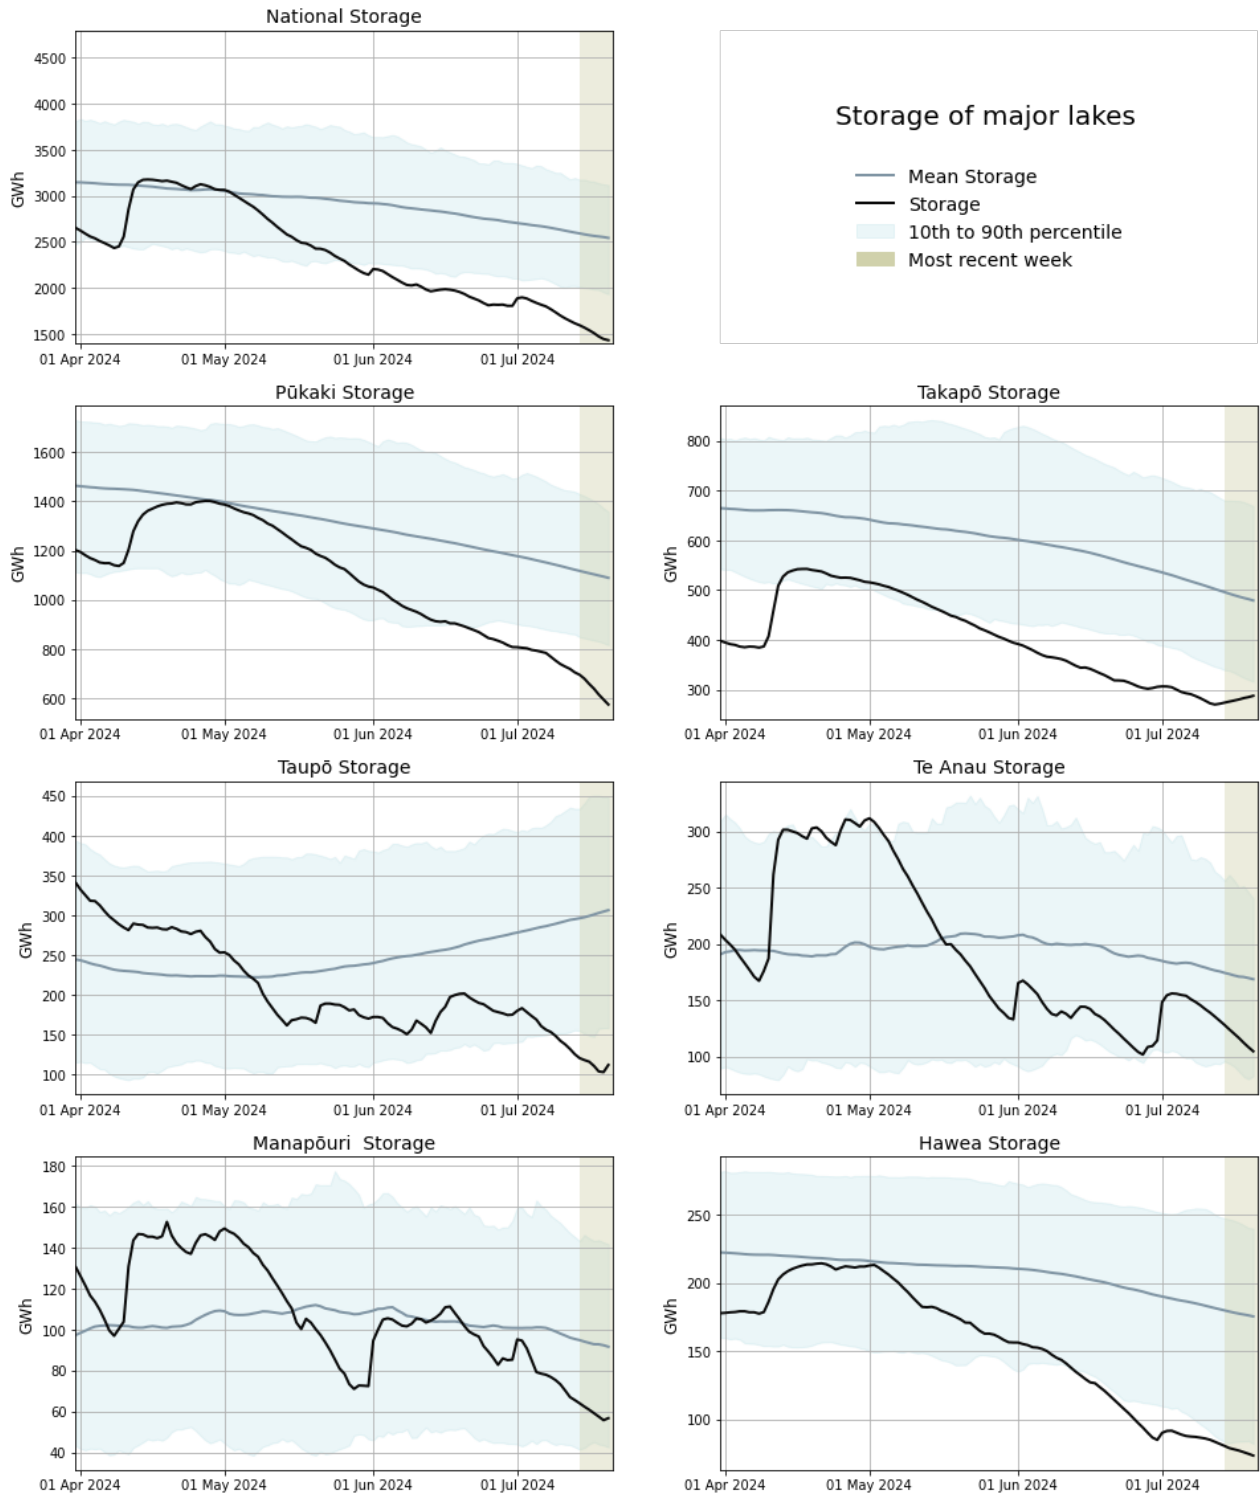 National Storage
GWh
4500
4000
3500
3000
2500
2000
1500
01 Apr 2024 01 May 2024 01 Jun 2024 01 Jul 2024
Storage of major lakes
Mean Storage
Storage
10th to 90th percentile
Most recent week
Pūkaki Storage
GWh
1600
1400
1200
1000
800
600
01 Apr 2024 01 May 2024 01 Jun 2024 01 Jul 2024
Takapō Storage
GWh
800
700
600
500
400
300
01 Apr 2024 01 May 2024 01 Jun 2024 01 Jul 2024
Taupō Storage
GWh
450
400
350
300
250
200
150
100
01 Apr 2024 01 May 2024 01 Jun 2024 01 Jul 2024
Te Anau Storage
GWh
300
250
200
150
100
01 Apr 2024 01 May 2024 01 Jun 2024 01 Jul 2024
Manapōuri  Storage
GWh
180
160
140
120
100
80
60
40
01 Apr 2024 01 May 2024 01 Jun 2024 01 Jul 2024
Hawea Storage
GWh
250
200
150
100
01 Apr 2024 01 May 2024 01 Jun 2024 01 Jul 2024